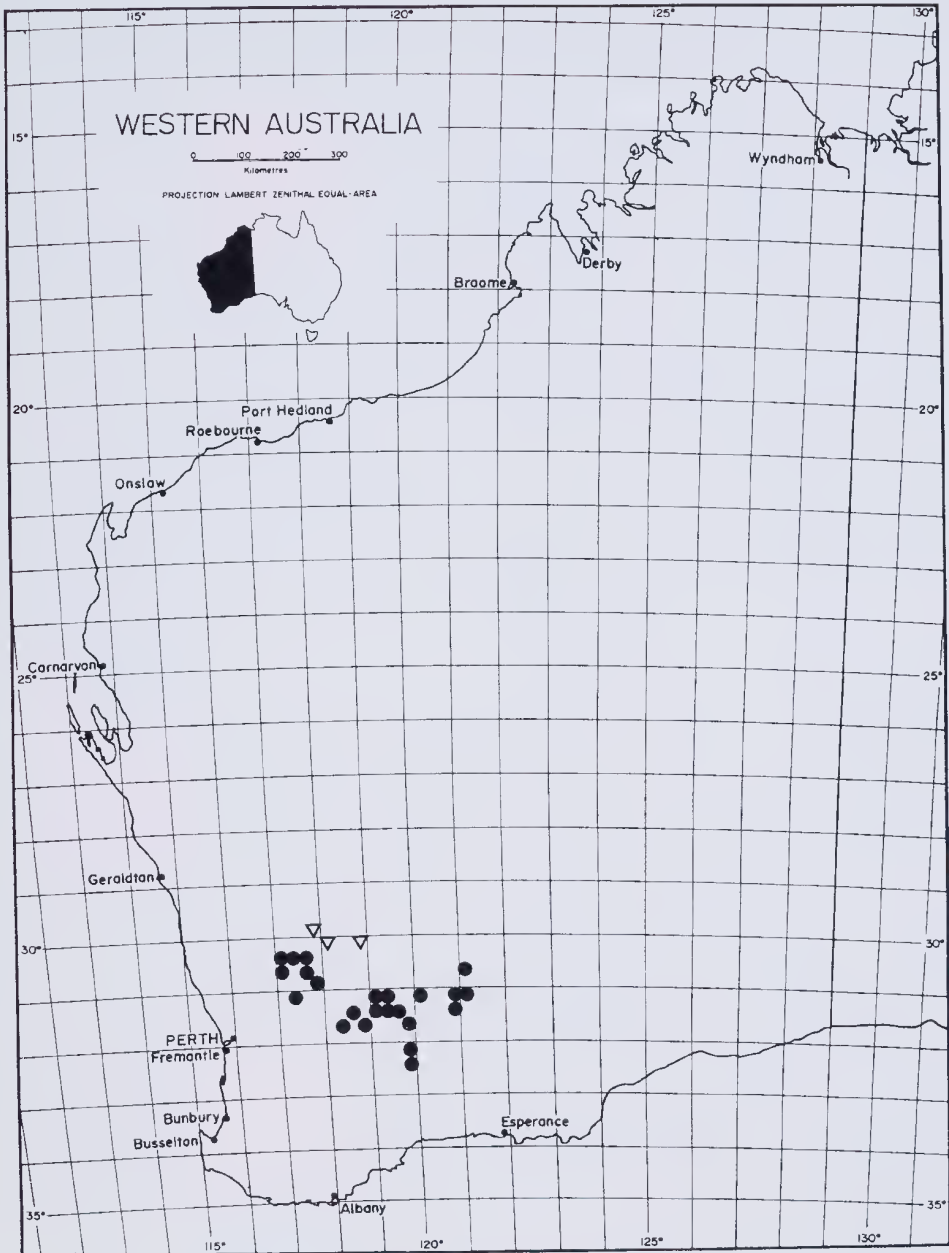 115° 120° 125° 130°
WESTERN AUSTRALIA
0 100 200 300
Kilometres
PROJECTION LAMBERT ZENITHAL EQUAL-AREA
15° 15°
Wyndham
Derby
Broome
20° 20°
Port Hedland
Roebourne
Onslow
Carnarvon
25° 25°
Geraldton
30° 30°
PERTH
Fremantle
Bunbury
Busselton
Esperance
Albany
35° 35°
115° 120° 125° 130°